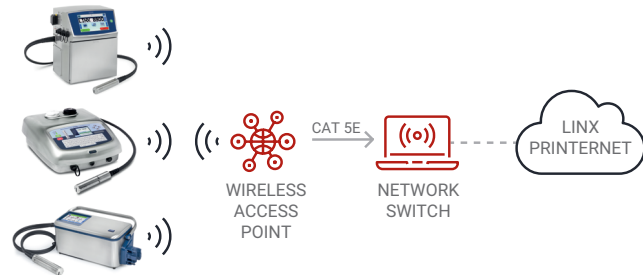 CAT 5E
WIRELESS
ACCESS
POINT
NETWORK
SWITCH
LINX
PRINTERNET